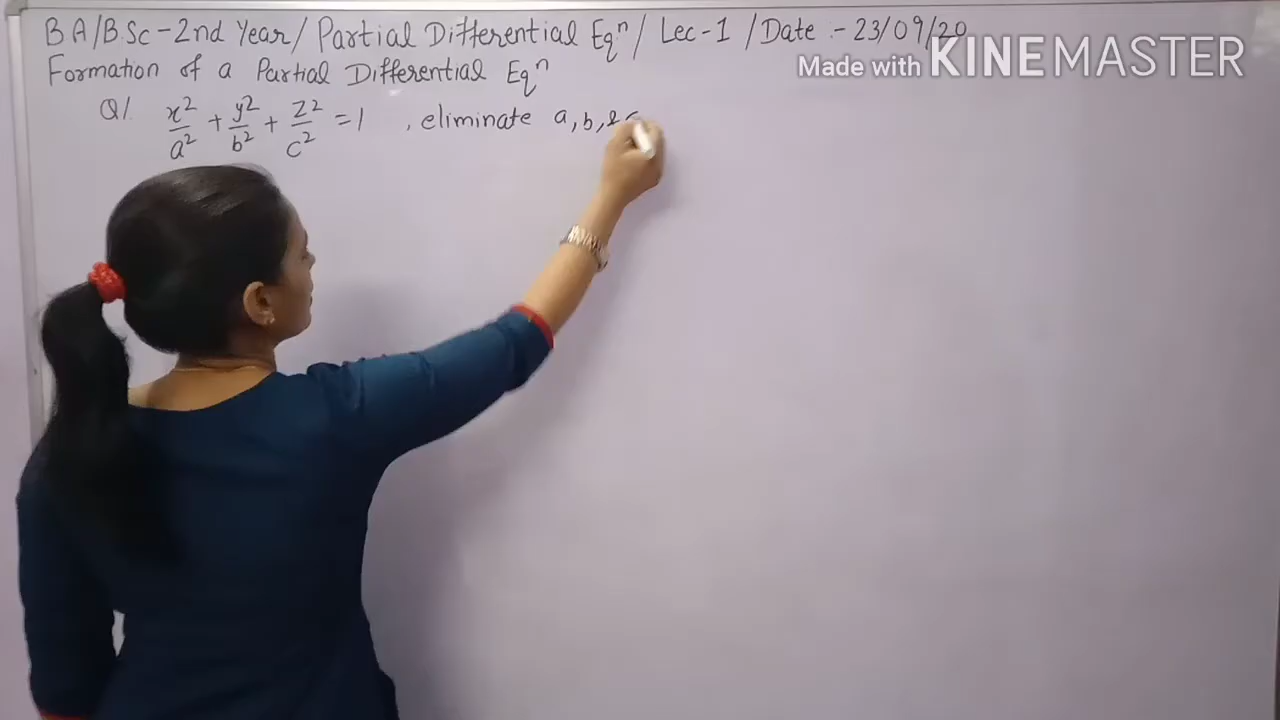 BA/BSc-2nd Year/ Partial Differential Eqⁿ/ Lec-1 /Date :- 23/09/20
Made with KINEMASTER
Formation of a Partial Differential Eqⁿ
Q1. x²/a² + y²/b² + z²/c² = 1 , eliminate a, b, & c